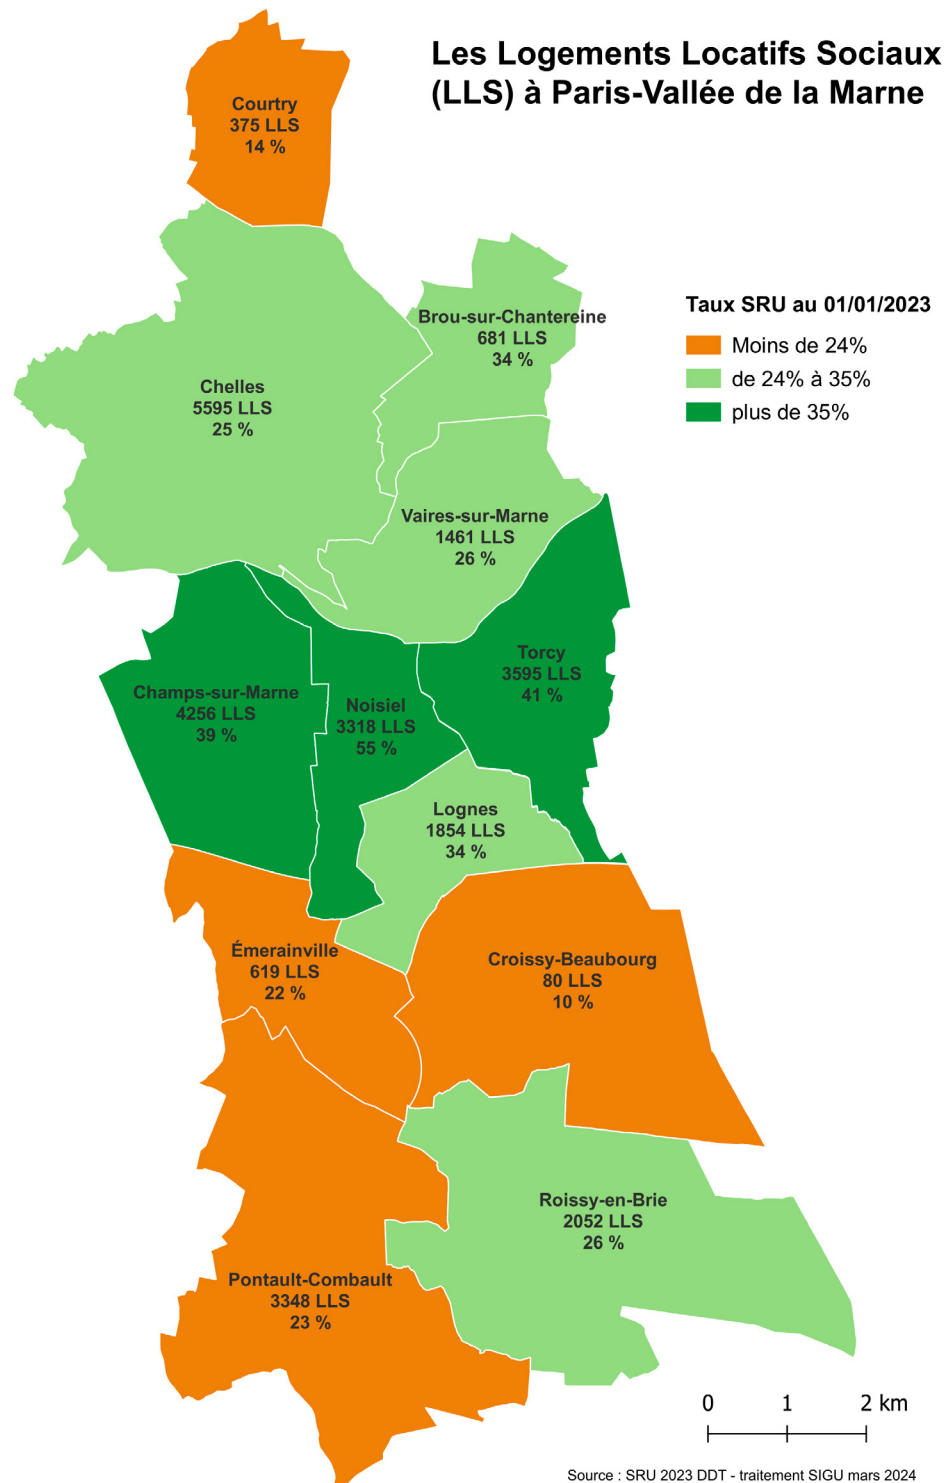 Les Logements Locatifs Sociaux
(LLS) à Paris-Vallée de la Marne
Courtry
375 LLS
14 %
Brou-sur-Chantereine
681 LLS
34 %
Taux SRU au 01/01/2023
Moins de 24%
de 24% à 35%
plus de 35%
Chelles
5595 LLS
25 %
Vaires-sur-Marne
1461 LLS
26 %
Torcy
3595 LLS
41 %
Champs-sur-Marne
4256 LLS
39 %
Noisiel
3318 LLS
55 %
Lognes
1854 LLS
34 %
Émerainville
619 LLS
22 %
Croissy-Beaubourg
80 LLS
10 %
Roissy-en-Brie
2052 LLS
26 %
Pontault-Combault
3348 LLS
23 %
0 1 2 km
Source : SRU 2023 DDT - traitement SIGU mars 2024